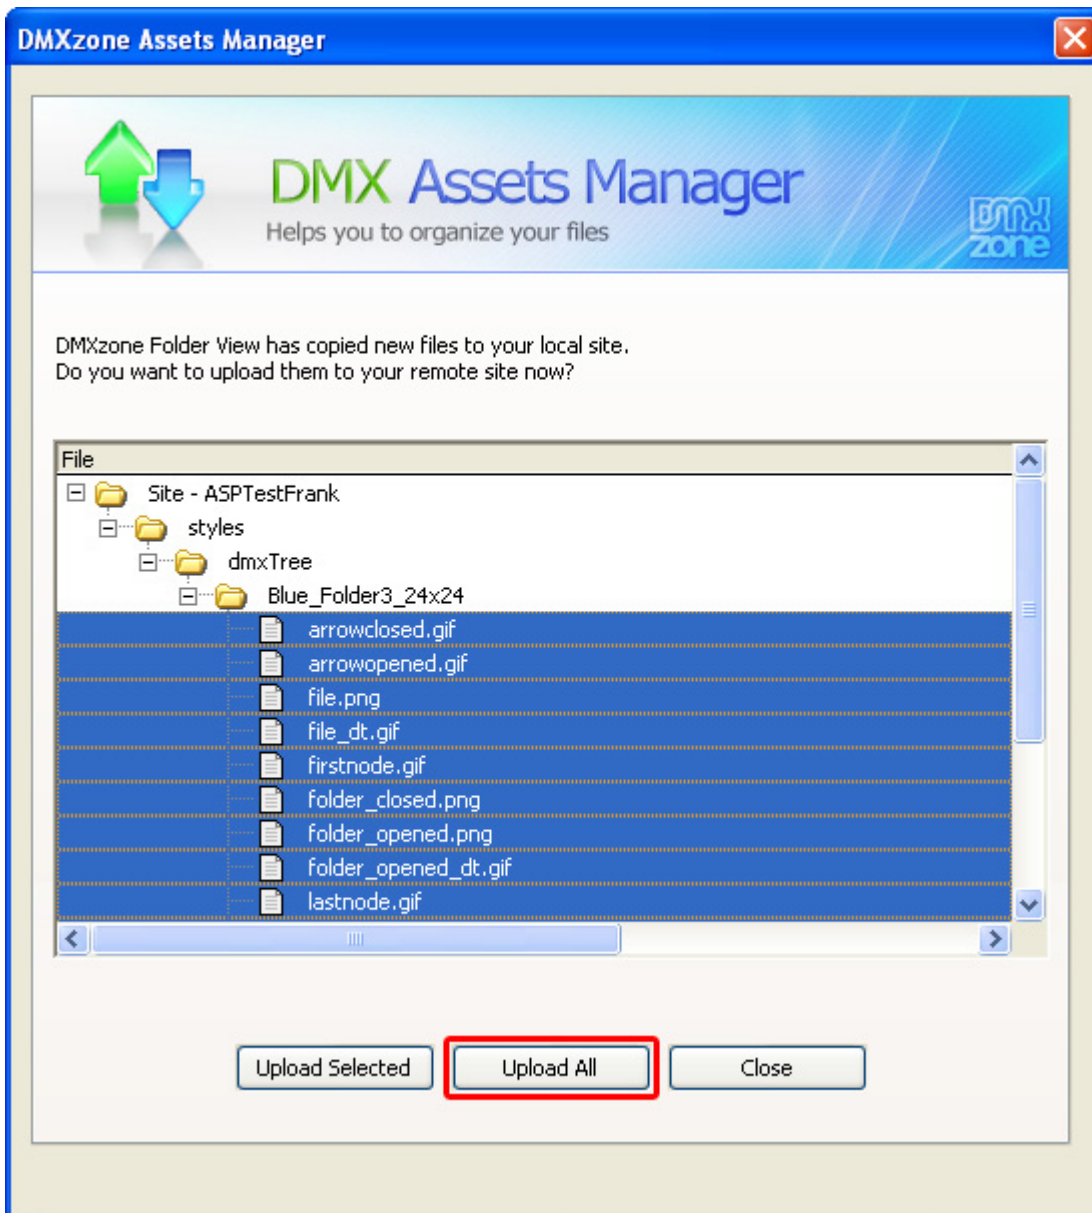 DMXzone Assets Manager
DMX Assets Manager
Helps you to organize your files
DMX
zone
DMXzone Folder View has copied new files to your local site.
Do you want to upload them to your remote site now?
File
Site - ASPTestFrank
styles
dmxTree
Blue_Folder3_24x24
arrowclosed.gif
arrowopened.gif
file.png
file_dt.gif
firstnode.gif
folder_closed.png
folder_opened.png
folder_opened_dt.gif
lastnode.gif
Upload Selected
Upload All
Close